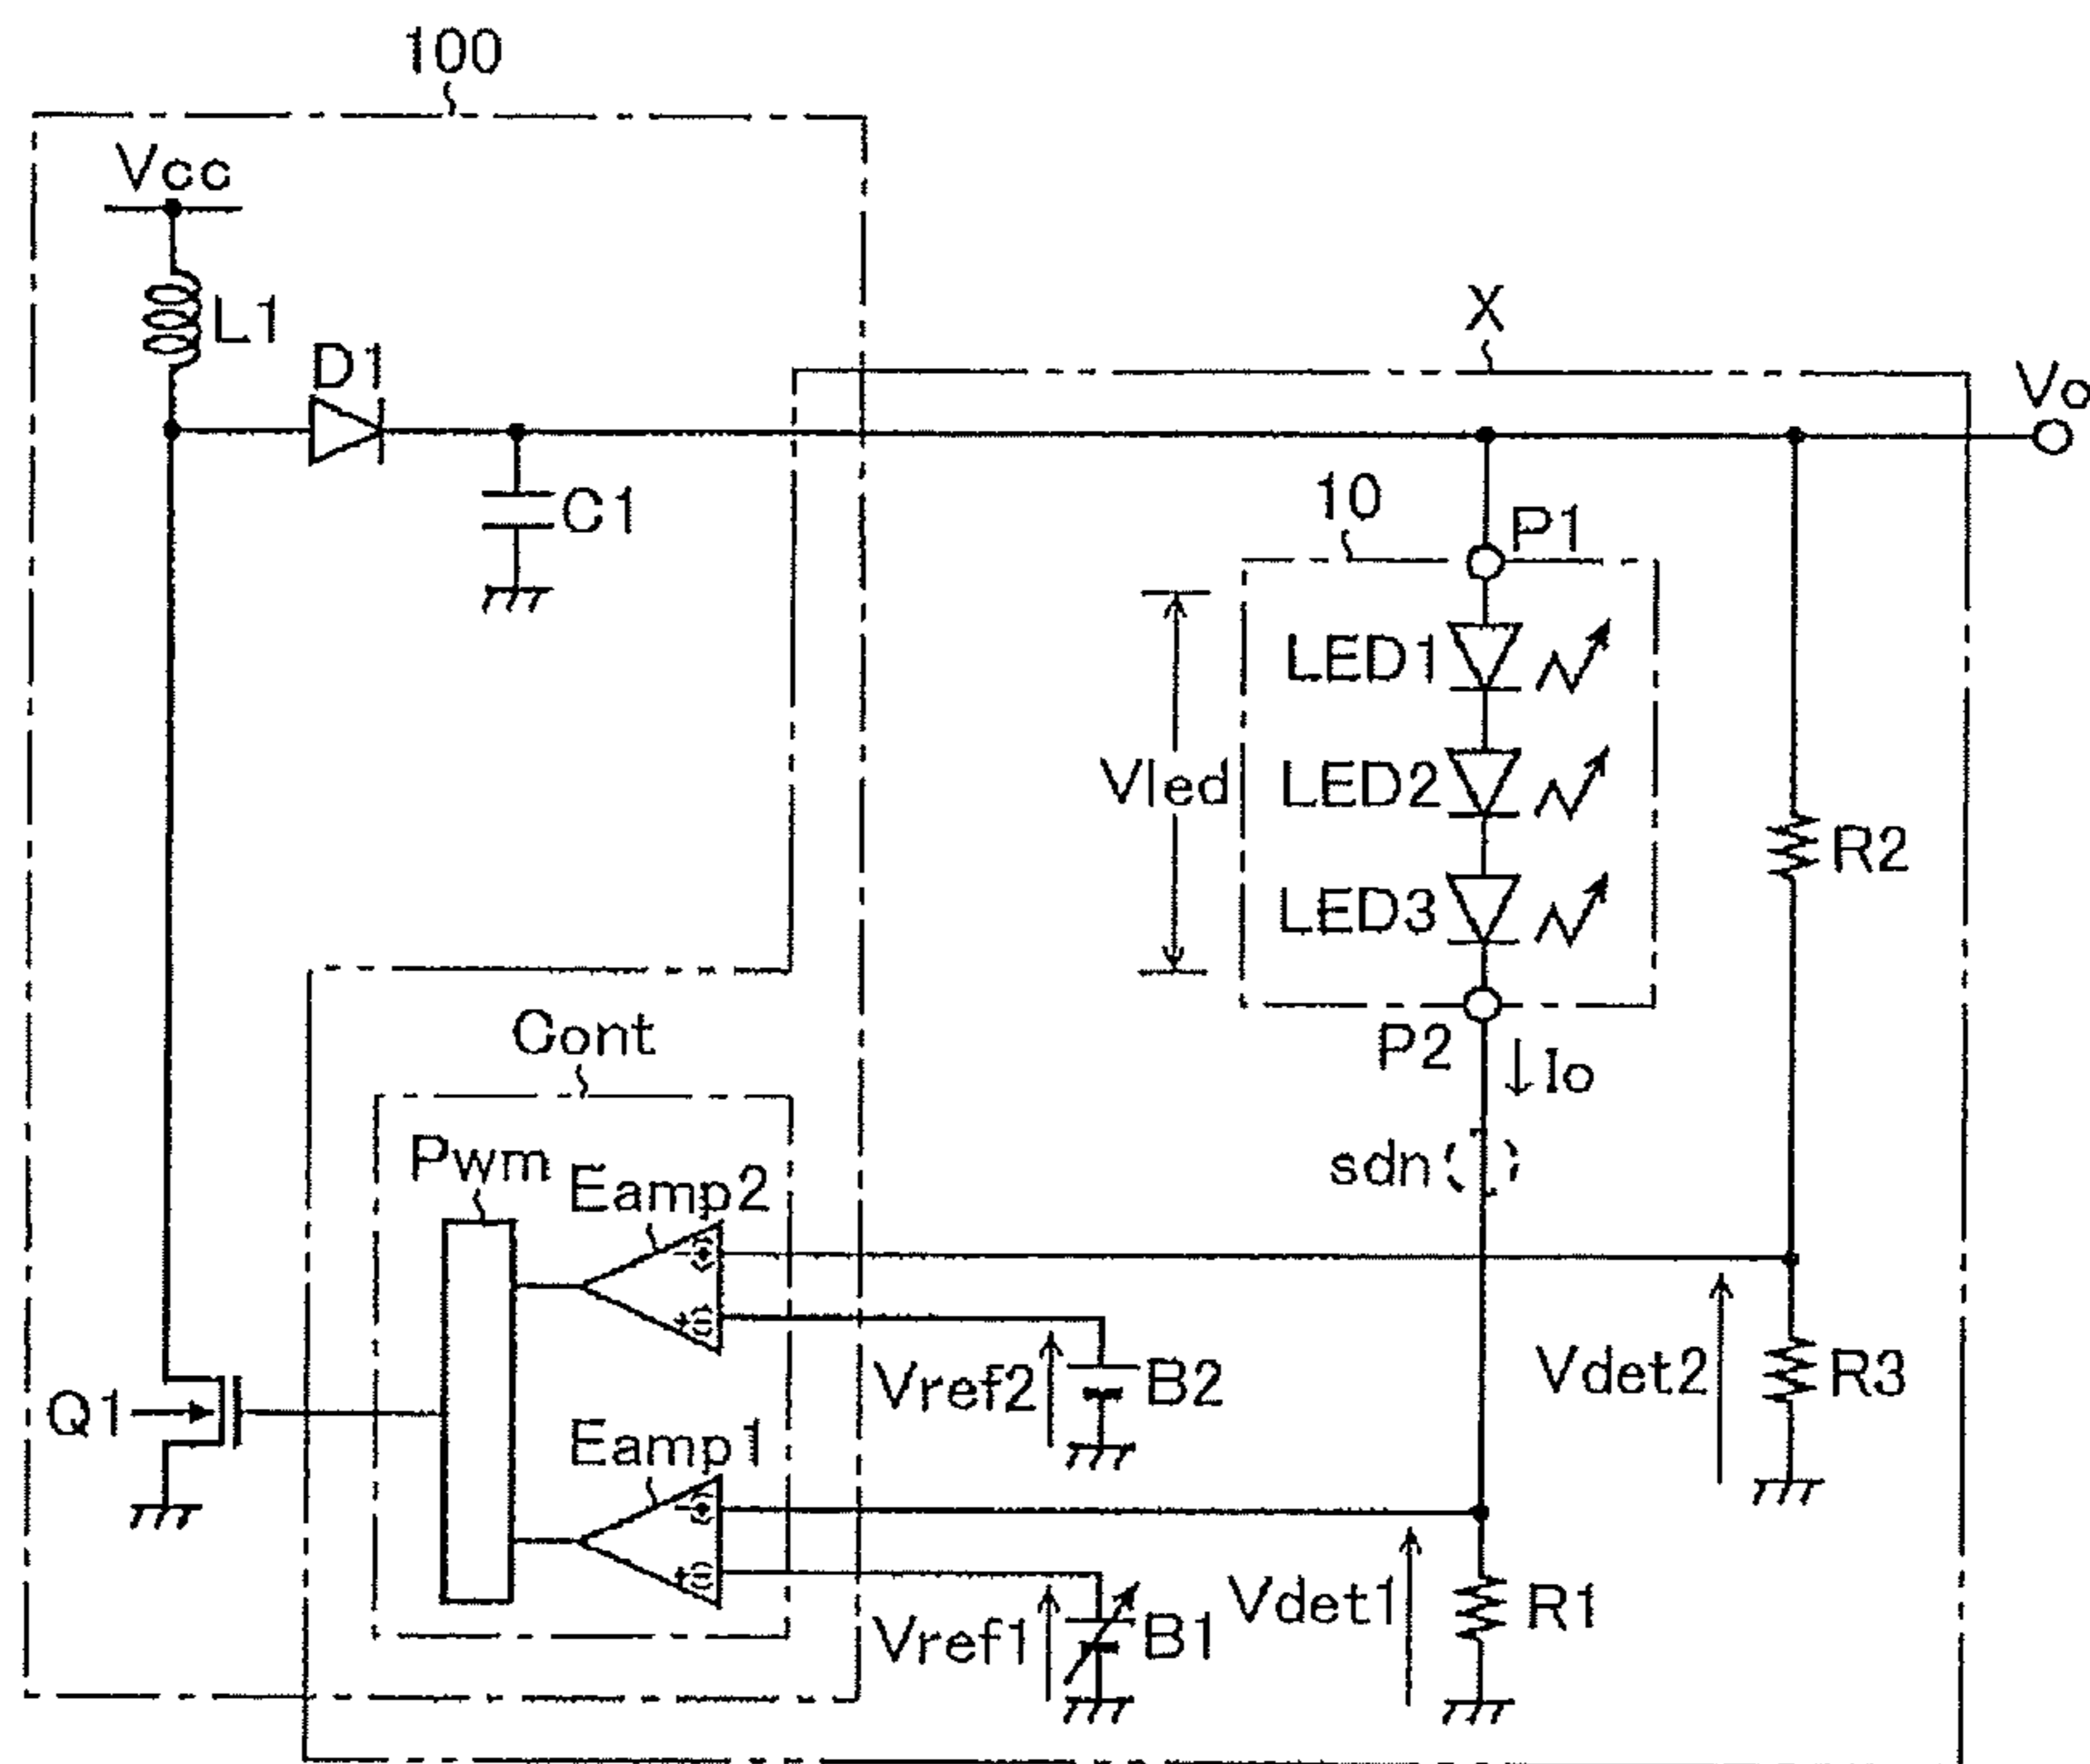 100
Vcc
L1
D1
C1
X
Vo
10
P1
LED1
LED2
LED3
Vled
R2
P2
Io
sdn
Cont
Pwm
Eamp2
-
+
Vref2
B2
Vdet2
R3
Q1
Eamp1
-
+
Vref1
B1
Vdet1
R1